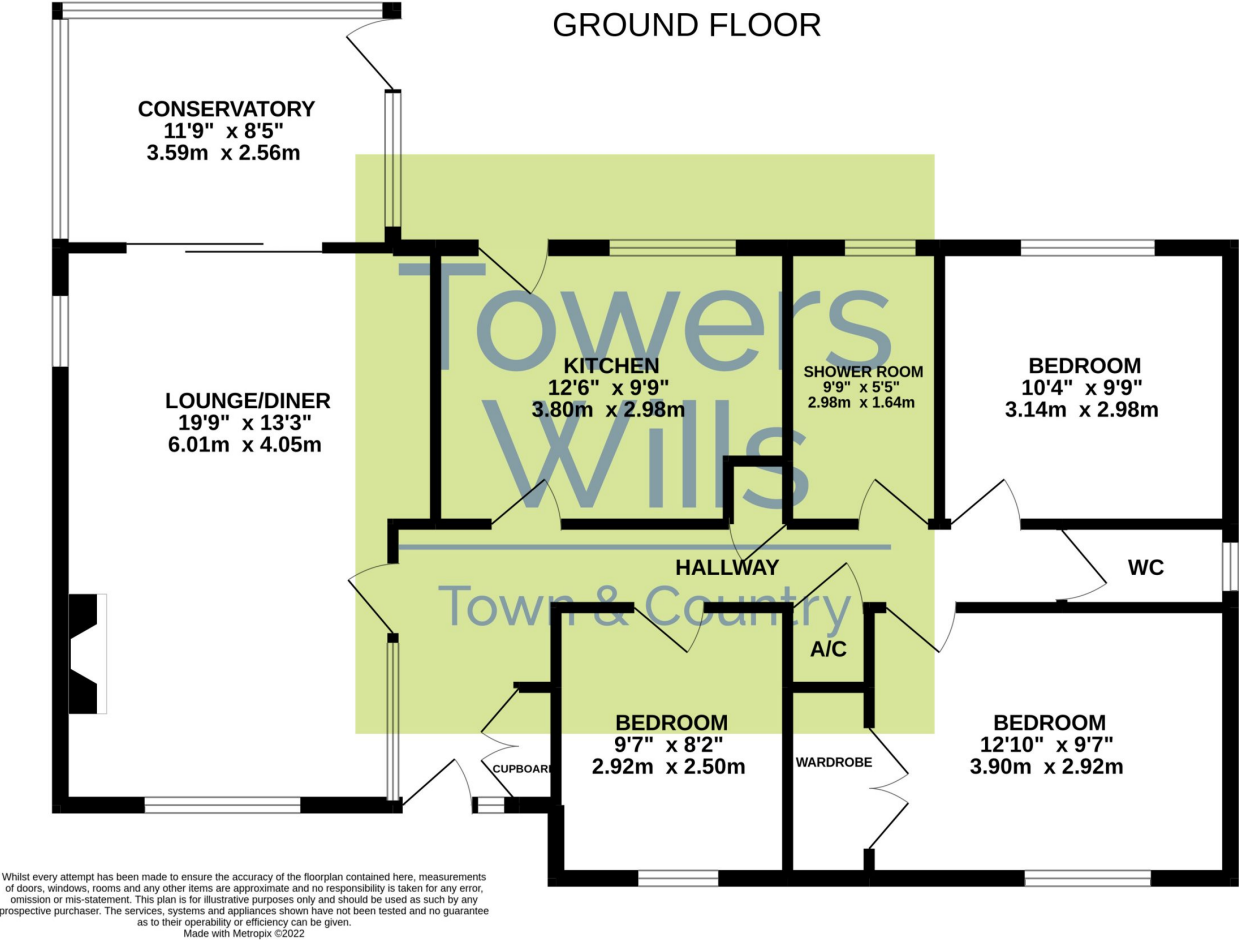 GROUND FLOOR
CONSERVATORY
11'9" x 8'5"
3.59m x 2.56m
Towers
Wills
Town & Country
KITCHEN
12'6" x 9'9"
3.80m x 2.98m
SHOWER ROOM
9'9" x 5'5"
2.98m x 1.64m
BEDROOM
10'4" x 9'9"
3.14m x 2.98m
LOUNGE/DINER
19'9" x 13'3"
6.01m x 4.05m
HALLWAY
WC
A/C
BEDROOM
9'7" x 8'2"
2.92m x 2.50m
WARDROBE
BEDROOM
12'10" x 9'7"
3.90m x 2.92m
CUPBOARD
Whilst every attempt has been made to ensure the accuracy of the floorplan contained here, measurements
of doors, windows, rooms and any other items are approximate and no responsibility is taken for any error,
omission or mis-statement. This plan is for illustrative purposes only and should be used as such by any
prospective purchaser. The services, systems and appliances shown have not been tested and no guarantee
as to their operability or efficiency can be given.
Made with Metropix ©2022